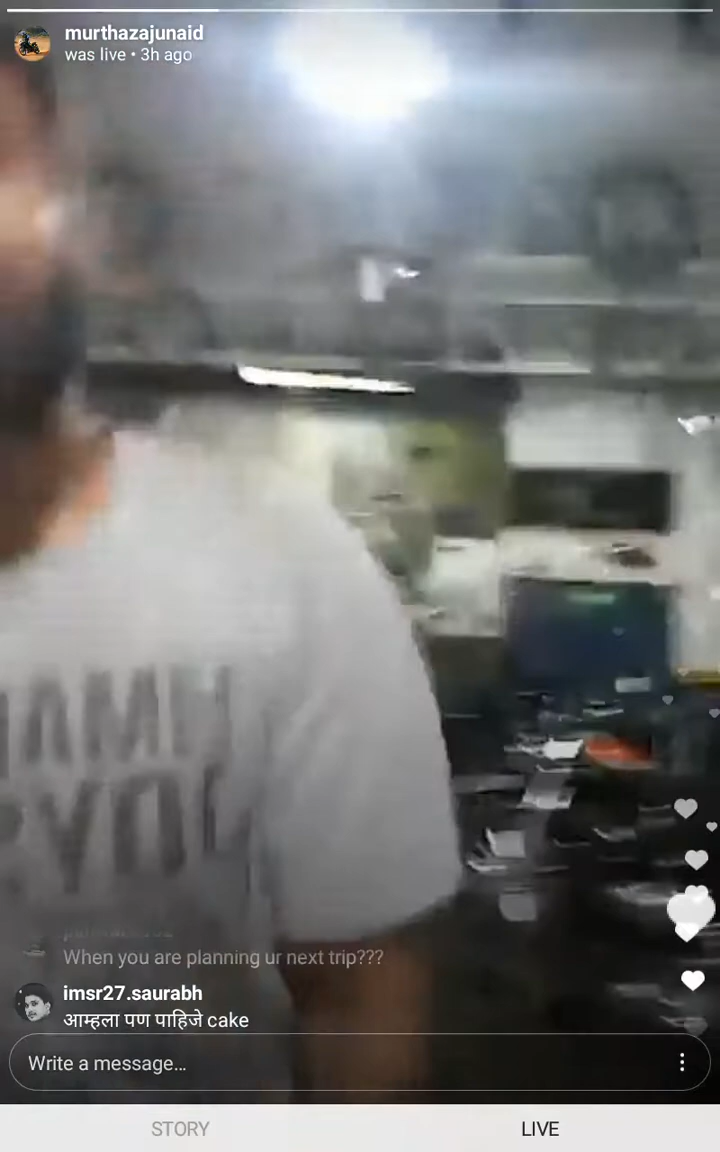 murthazajunaid
was live • 3h ago
When you are planning ur next trip???
imsr27.saurabh
आम्हला पण पाहिजे cake
Write a message...
STORY
LIVE